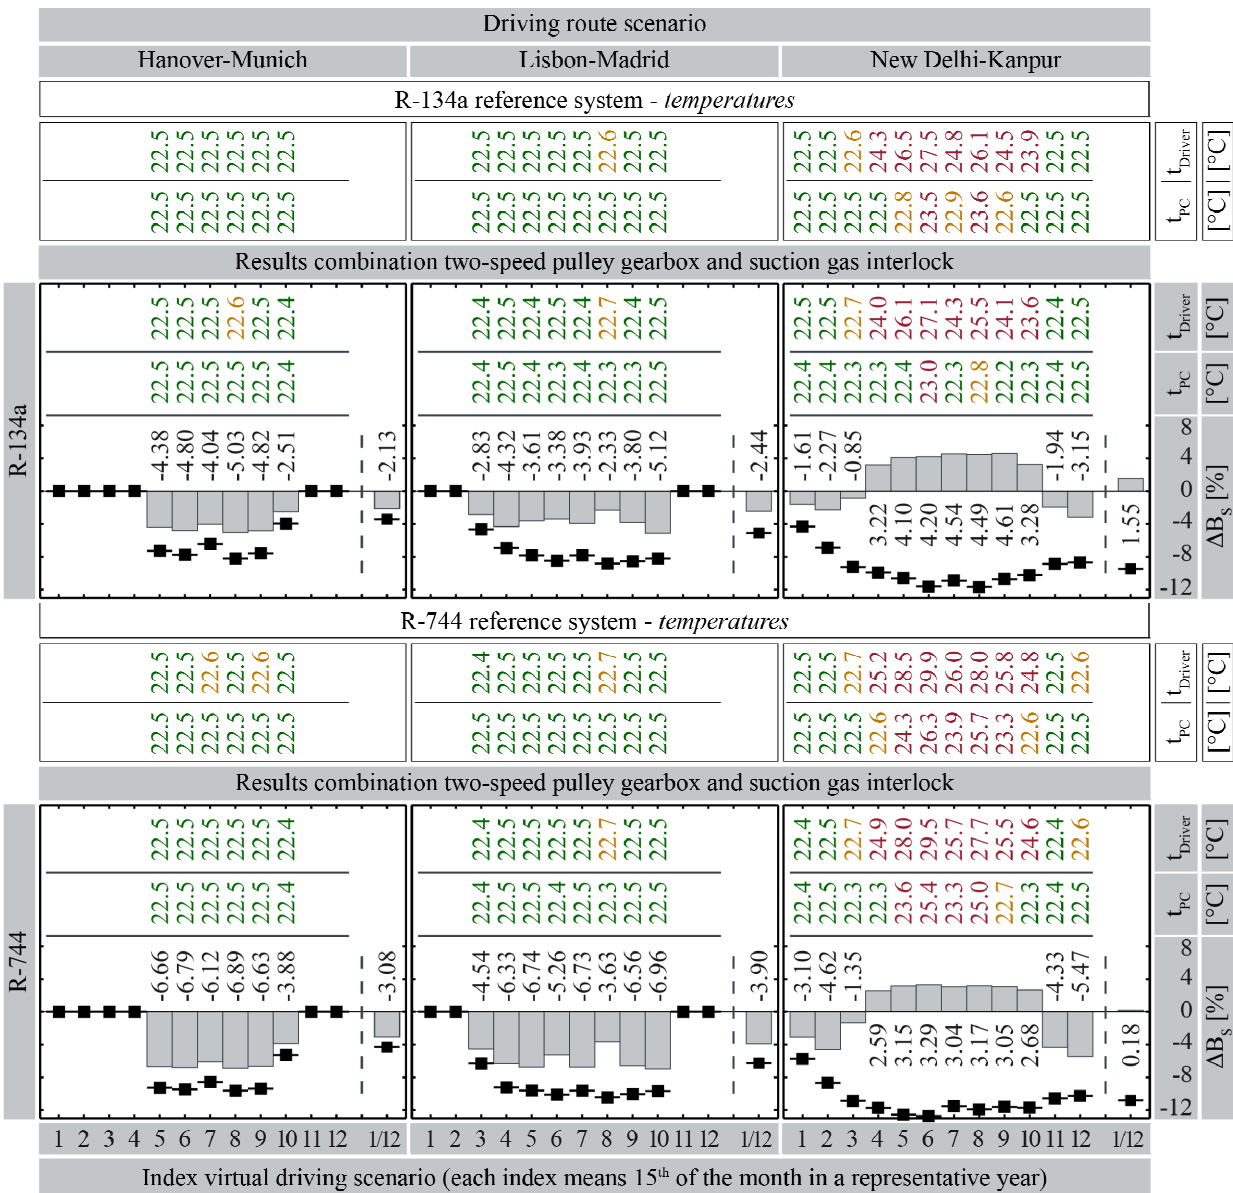 Driving route scenario
Hanover-Munich Lisbon-Madrid New Delhi-Kanpur
R-134a reference system - temperatures
22.5 22.5 22.5 22.5 22.5 22.5 22.5 22.5 22.5 22.5 22.5 22.6 22.5 22.5 22.5 22.5 22.6 24.3 26.5 27.5 24.8 26.1 24.5 23.9 22.5 22.5 t_Driver [°C]
22.5 22.5 22.5 22.5 22.5 22.5 22.5 22.5 22.5 22.5 22.5 22.5 22.5 22.5 22.5 22.5 22.5 22.5 22.8 23.5 22.9 23.6 22.6 22.5 22.5 22.5 t_PC [°C]
Results combination two-speed pulley gearbox and suction gas interlock
R-134a
22.5 22.5 22.5 22.6 22.5 22.4 22.4 22.5 22.4 22.5 22.4 22.7 22.4 22.5 22.5 22.5 22.7 24.0 26.1 27.1 24.3 25.5 24.1 23.6 22.4 22.5 t_Driver [°C]
22.5 22.5 22.5 22.5 22.5 22.4 22.4 22.5 22.4 22.3 22.4 22.3 22.3 22.5 22.4 22.4 22.3 22.3 22.4 23.0 22.3 22.8 22.2 22.3 22.4 22.5 t_PC [°C]
-4.38 -4.80 -4.04 -5.03 -4.82 -2.51 -2.13 -2.83 -4.32 -3.61 -3.38 -3.93 -2.33 -3.80 -5.12 -2.44 -1.61 -2.27 -0.85 -1.94 -3.15
3.22 4.10 4.20 4.54 4.49 4.61 3.28 1.55
8
4
0
-4
-8
-12
ΔB_S [%]
R-744 reference system - temperatures
22.5 22.5 22.6 22.5 22.6 22.5 22.4 22.5 22.5 22.5 22.5 22.7 22.5 22.5 22.5 22.5 22.7 25.2 28.5 29.9 26.0 28.0 25.8 24.8 22.5 22.6 t_Driver [°C]
22.5 22.5 22.5 22.5 22.5 22.5 22.5 22.5 22.5 22.5 22.5 22.5 22.5 22.5 22.5 22.5 22.5 22.6 24.3 26.3 23.9 25.7 23.3 22.6 22.5 22.5 t_PC [°C]
Results combination two-speed pulley gearbox and suction gas interlock
R-744
22.5 22.5 22.5 22.5 22.5 22.4 22.4 22.5 22.5 22.5 22.5 22.7 22.5 22.5 22.4 22.5 22.7 24.9 28.0 29.5 25.7 27.7 25.5 24.6 22.4 22.6 t_Driver [°C]
22.5 22.5 22.5 22.5 22.5 22.4 22.4 22.5 22.5 22.4 22.5 22.5 22.5 22.5 22.4 22.5 22.3 22.3 23.6 25.4 23.3 25.0 22.7 22.3 22.4 22.5 t_PC [°C]
-6.66 -6.79 -6.12 -6.89 -6.63 -3.88 -3.08 -4.54 -6.33 -6.74 -5.26 -6.73 -3.63 -6.56 -6.96 -3.90 -3.10 -4.62 -1.35 -4.33 -5.47
2.59 3.15 3.29 3.04 3.17 3.05 2.68 0.18
8
4
0
-4
-8
-12
ΔB_S [%]
1 2 3 4 5 6 7 8 9 10 11 12 1/12 1 2 3 4 5 6 7 8 9 10 11 12 1/12 1 2 3 4 5 6 7 8 9 10 11 12 1/12
Index virtual driving scenario (each index means 15th of the month in a representative year)